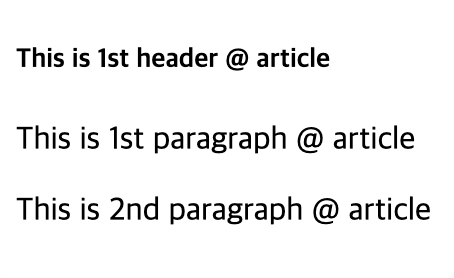 This is 1st header @ article
This is 1st paragraph @ article
This is 2nd paragraph @ article